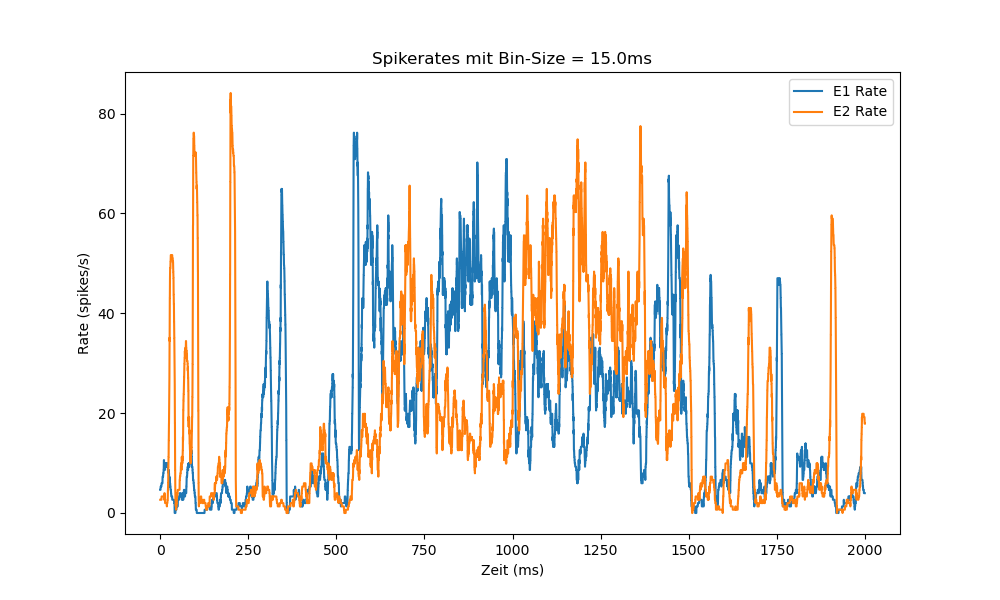 Spikerates mit Bin-Size = 15.0ms
E1 Rate
E2 Rate
Rate (spikes/s)
80
60
40
20
0
0 250 500 750 1000 1250 1500 1750 2000
Zeit (ms)